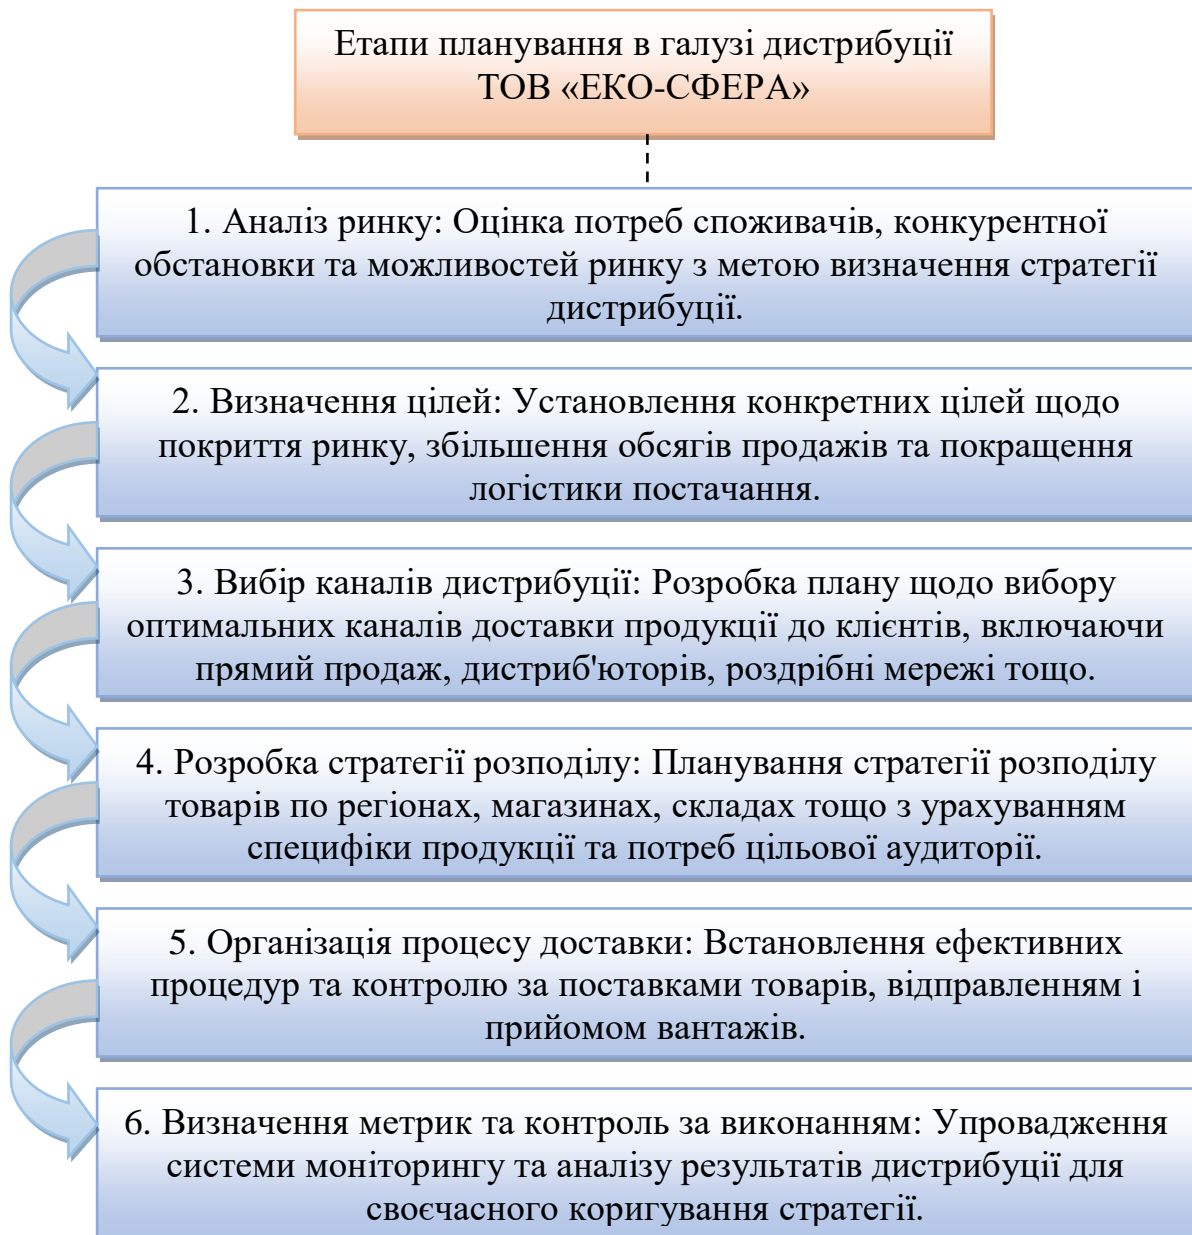 Етапи планування в галузі дистрибуції
ТОВ «ЕКО-СФЕРА»
1. Аналіз ринку: Оцінка потреб споживачів, конкурентної
обстановки та можливостей ринку з метою визначення стратегії
дистрибуції.
2. Визначення цілей: Установлення конкретних цілей щодо
покриття ринку, збільшення обсягів продажів та покращення
логістики постачання.
3. Вибір каналів дистрибуції: Розробка плану щодо вибору
оптимальних каналів доставки продукції до клієнтів, включаючи
прямий продаж, дистриб'юторів, роздрібні мережі тощо.
4. Розробка стратегії розподілу: Планування стратегії розподілу
товарів по регіонах, магазинах, складах тощо з урахуванням
специфіки продукції та потреб цільової аудиторії.
5. Організація процесу доставки: Встановлення ефективних
процедур та контролю за поставками товарів, відправленням і
прийомом вантажів.
6. Визначення метрик та контроль за виконанням: Упровадження
системи моніторингу та аналізу результатів дистрибуції для
своєчасного коригування стратегії.